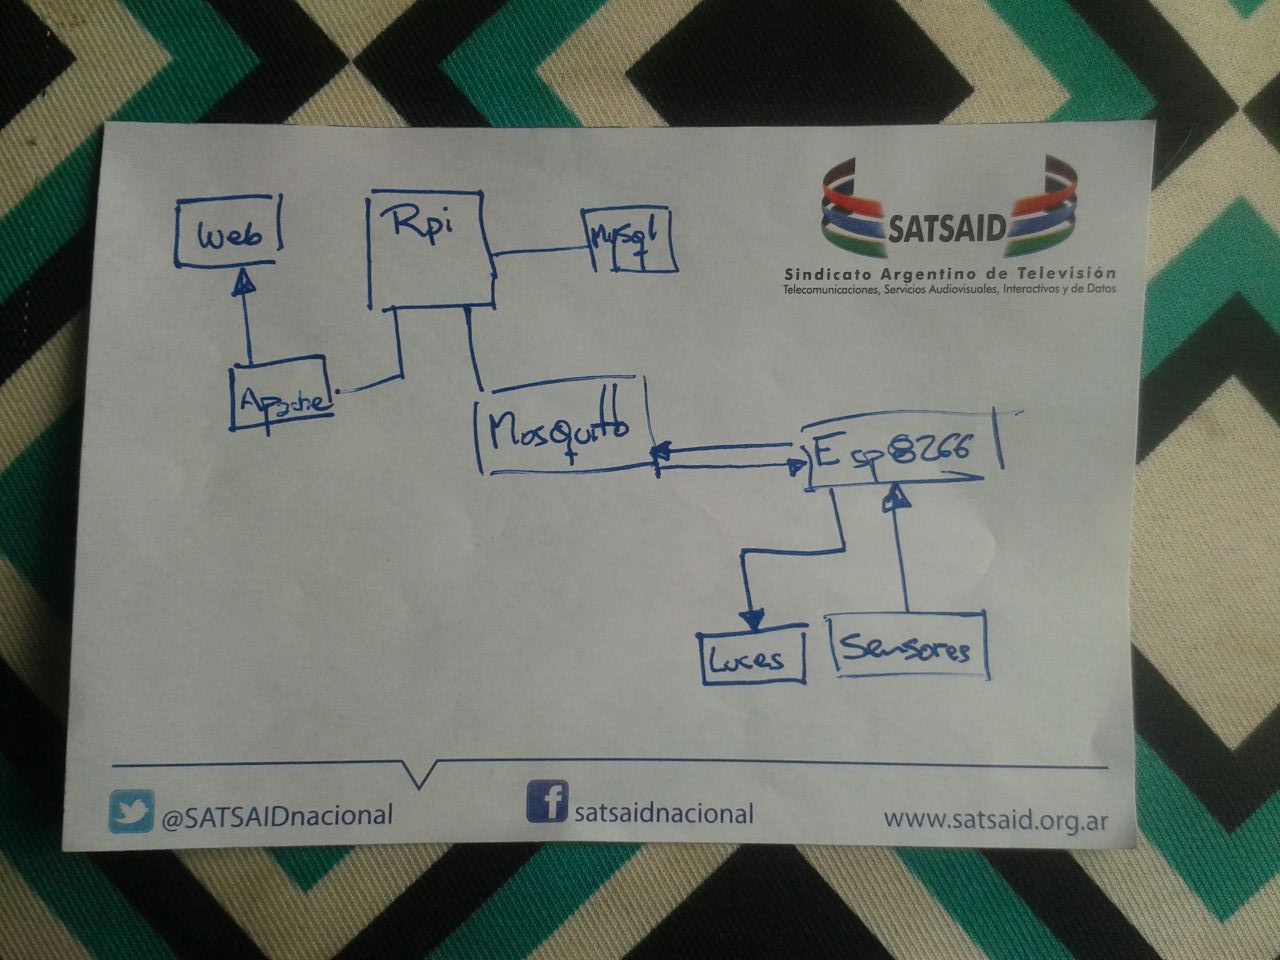 Web
Rpi
Mysql
SATSAID
Sindicato Argentino de Televisión
Telecomunicaciones, Servicios Audiovisuales, Interactivos y de Datos
Apache
Mosquitto
Esp8266
Luces
Sensores
@SATSAIDnacional
satsaidnacional
www.satsaid.org.ar